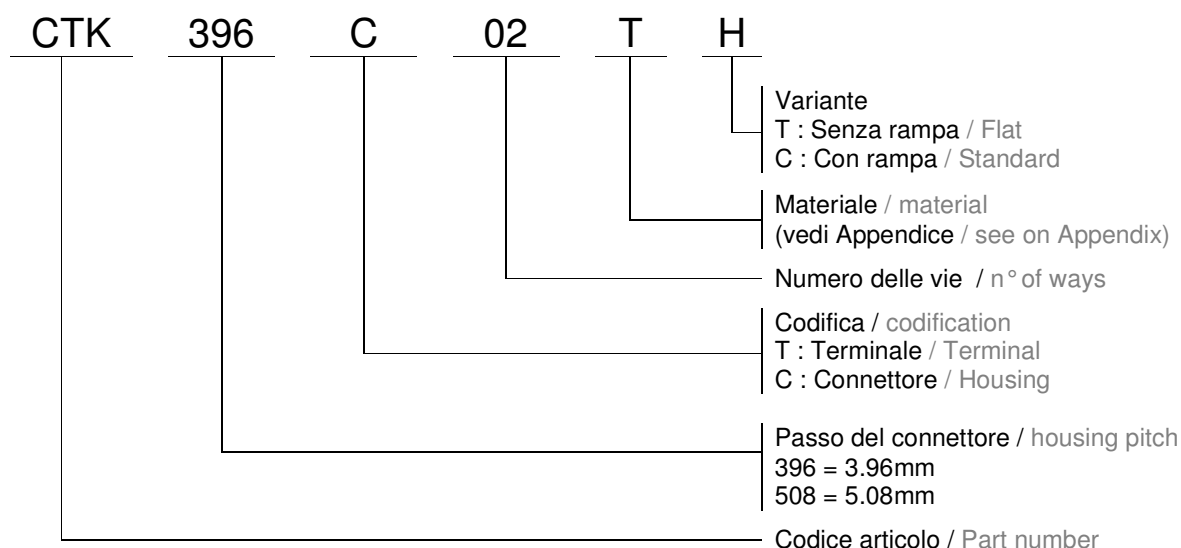 CTK 396 C 02 T H
Variante
T : Senza rampa / Flat
C : Con rampa / Standard
Materiale / material
(vedi Appendice / see on Appendix)
Numero delle vie / n° of ways
Codifica / codification
T : Terminale / Terminal
C : Connettore / Housing
Passo del connettore / housing pitch
396 = 3.96mm
508 = 5.08mm
Codice articolo / Part number